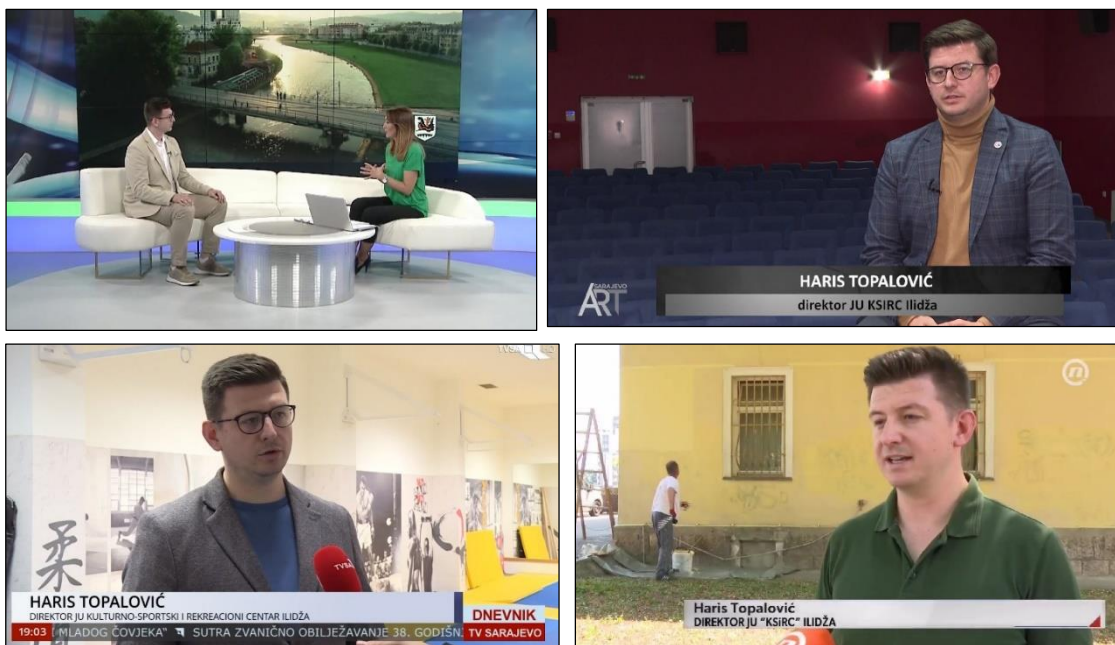 HARIS TOPALOVIĆ
direktor JU KSIRC Ilidža
SARAJEVO
ART
TVSA
柔
TVSA
HARIS TOPALOVIĆ
DIREKTOR JU KULTURNO-SPORTSKI I REKREACIONI CENTAR ILIDŽA
DNEVNIK
19:03 MLADOG ČOVJEKA" SUTRA ZVANIČNO OBILJEŽAVANJE 38. GODIŠN
TV SARAJEVO
n
Haris Topalović
DIREKTOR JU "KSiRC" ILIDŽA